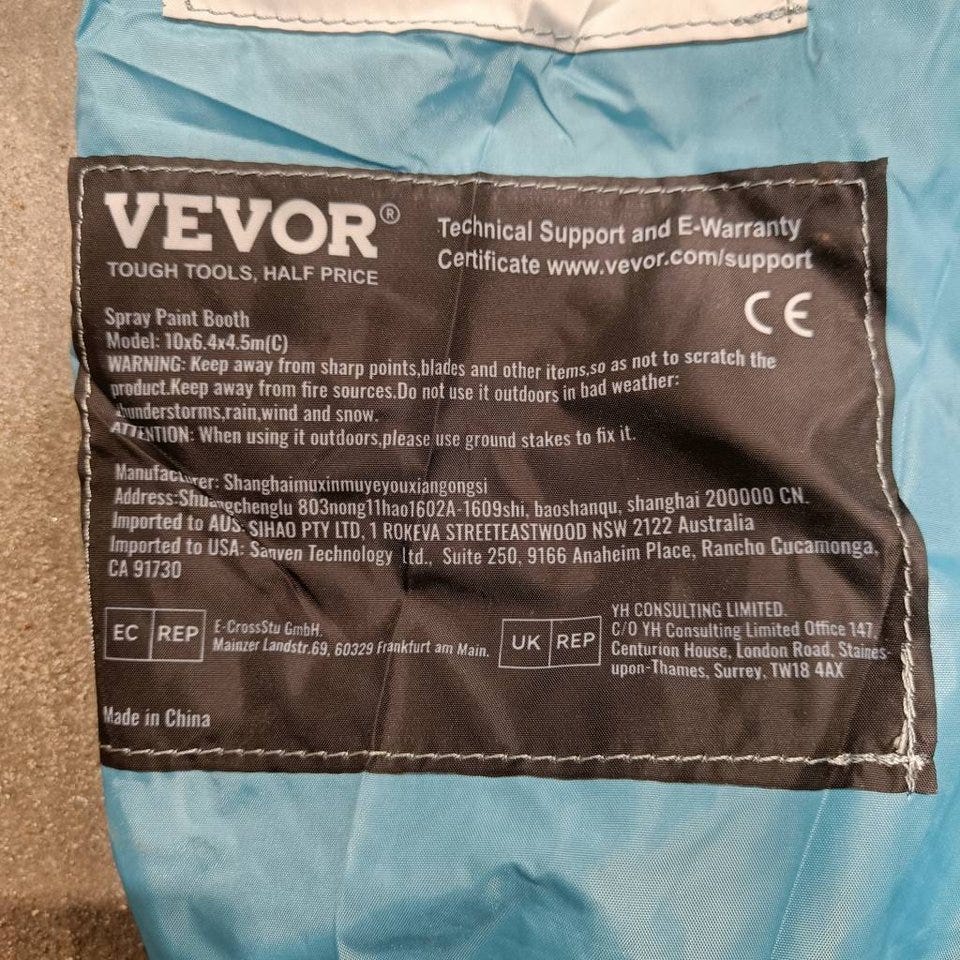 VEVOR®
TOUGH TOOLS, HALF PRICE
Technical Support and E-Warranty
Certificate www.vevor.com/support
CE
Spray Paint Booth
Model: 10x6.4x4.5m(C)
WARNING: Keep away from sharp points,blades and other items,so as not to scratch the
product.Keep away from fire sources.Do not use it outdoors in bad weather:
thunderstorms,rain,wind and snow.
ATTENTION: When using it outdoors,please use ground stakes to fix it.
Manufacturer: Shanghaimuxinmuyeyouxiangongsi
Address:Shuangchenglu 803nong11hao1602A-1609shi, baoshanqu, shanghai 200000 CN.
Imported to AUS: SIHAO PTY LTD, 1 ROKEVA STREETEASTWOOD NSW 2122 Australia
Imported to USA: Sanven Technology Ltd., Suite 250, 9166 Anaheim Place, Rancho Cucamonga,
CA 91730
EC REP
E-CrossStu GmbH.
Mainzer Landstr.69, 60329 Frankfurt am Main.
UK REP
YH CONSULTING LIMITED.
C/O YH Consulting Limited Office 147,
Centurion House, London Road, Staines-
upon-Thames, Surrey, TW18 4AX
Made in China